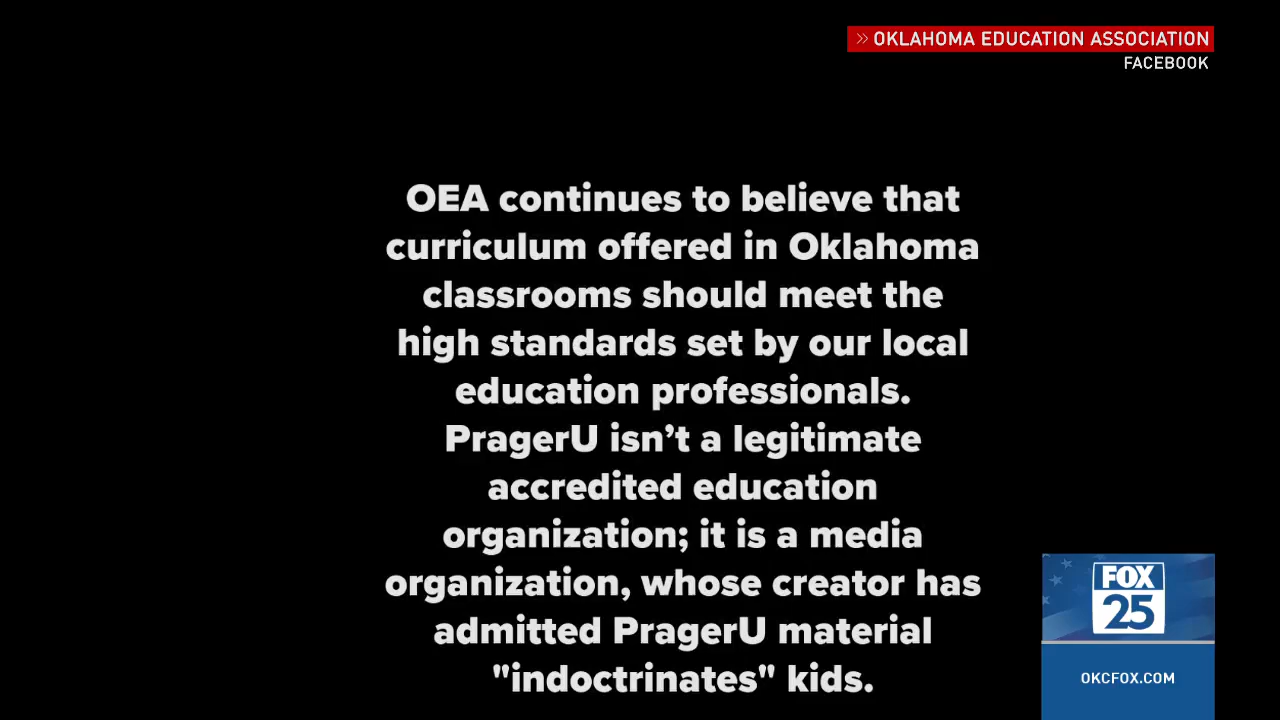 >> OKLAHOMA EDUCATION ASSOCIATION
FACEBOOK
OEA continues to believe that
curriculum offered in Oklahoma
classrooms should meet the
high standards set by our local
education professionals.
PragerU isn’t a legitimate
accredited education
organization; it is a media
organization, whose creator has
admitted PragerU material
"indoctrinates" kids.
FOX
25
OKCFOX.COM